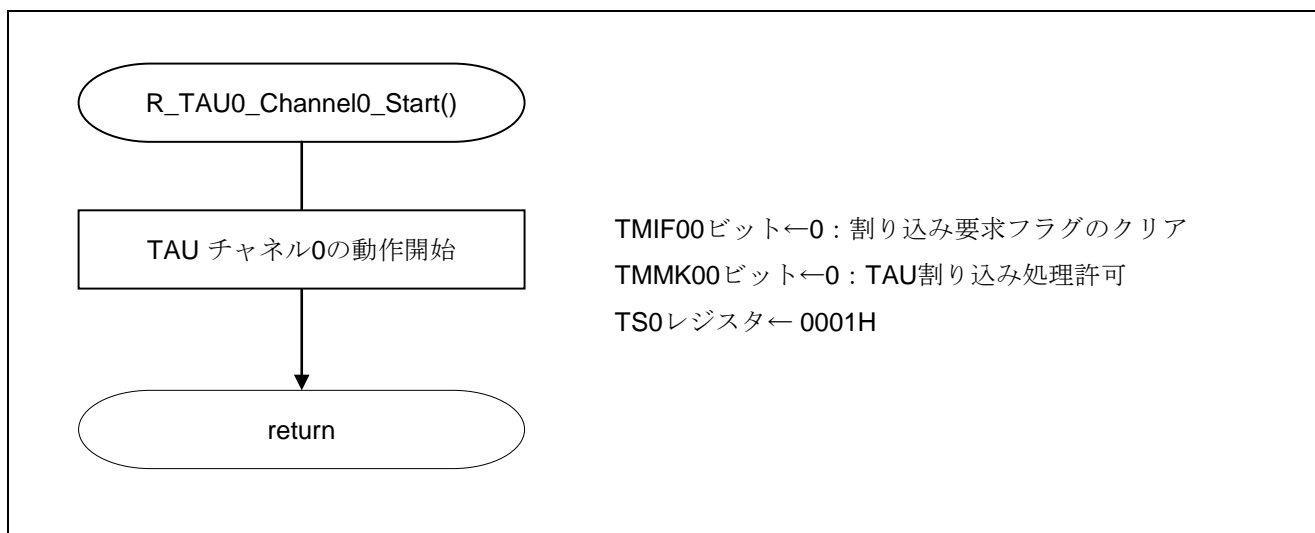 R_TAU0_Channel0_Start()
TAU チャネル0の動作開始
TMIF00ビット←0：割り込み要求フラグのクリア
TMMK00ビット←0：TAU割り込み処理許可
TS0レジスタ← 0001H
return